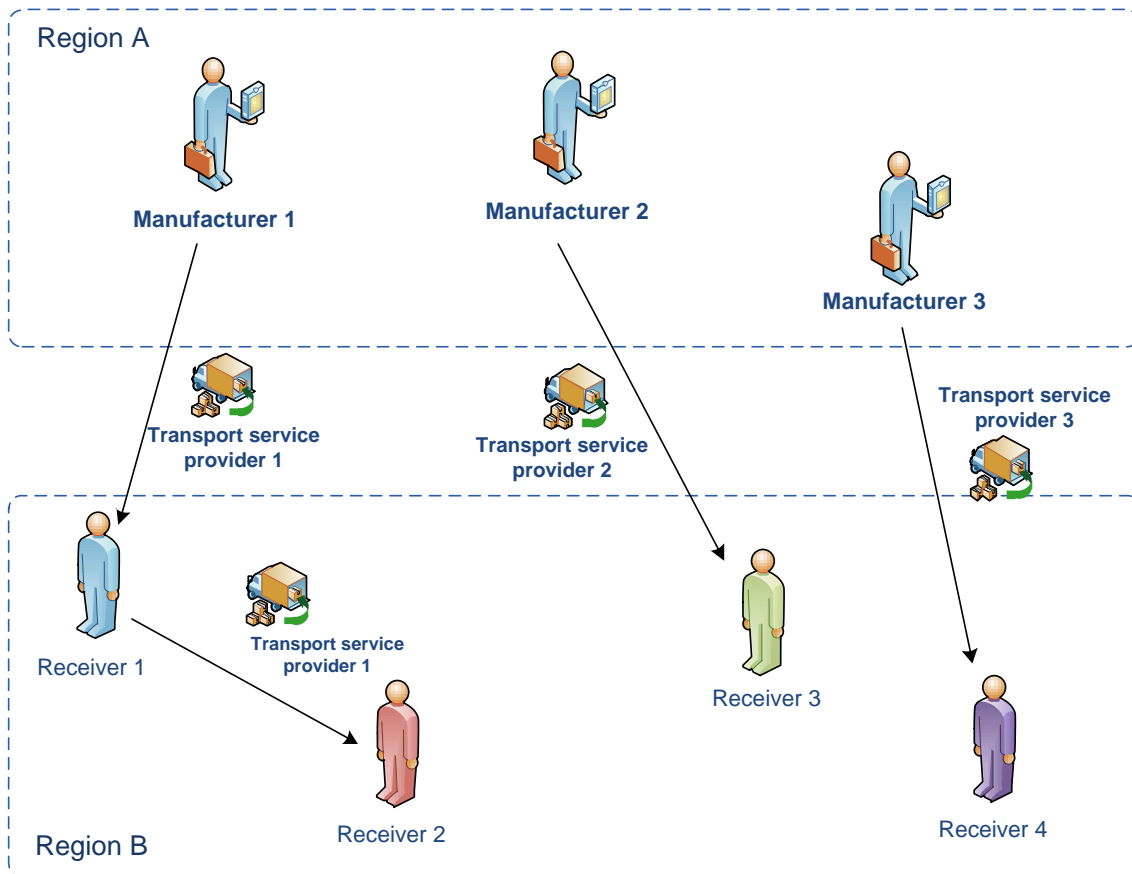 Region A
Manufacturer 1
Manufacturer 2
Manufacturer 3
Transport service
provider 1
Transport service
provider 2
Transport service
provider 3
Receiver 1
Transport service
provider 1
Receiver 2
Receiver 3
Receiver 4
Region B